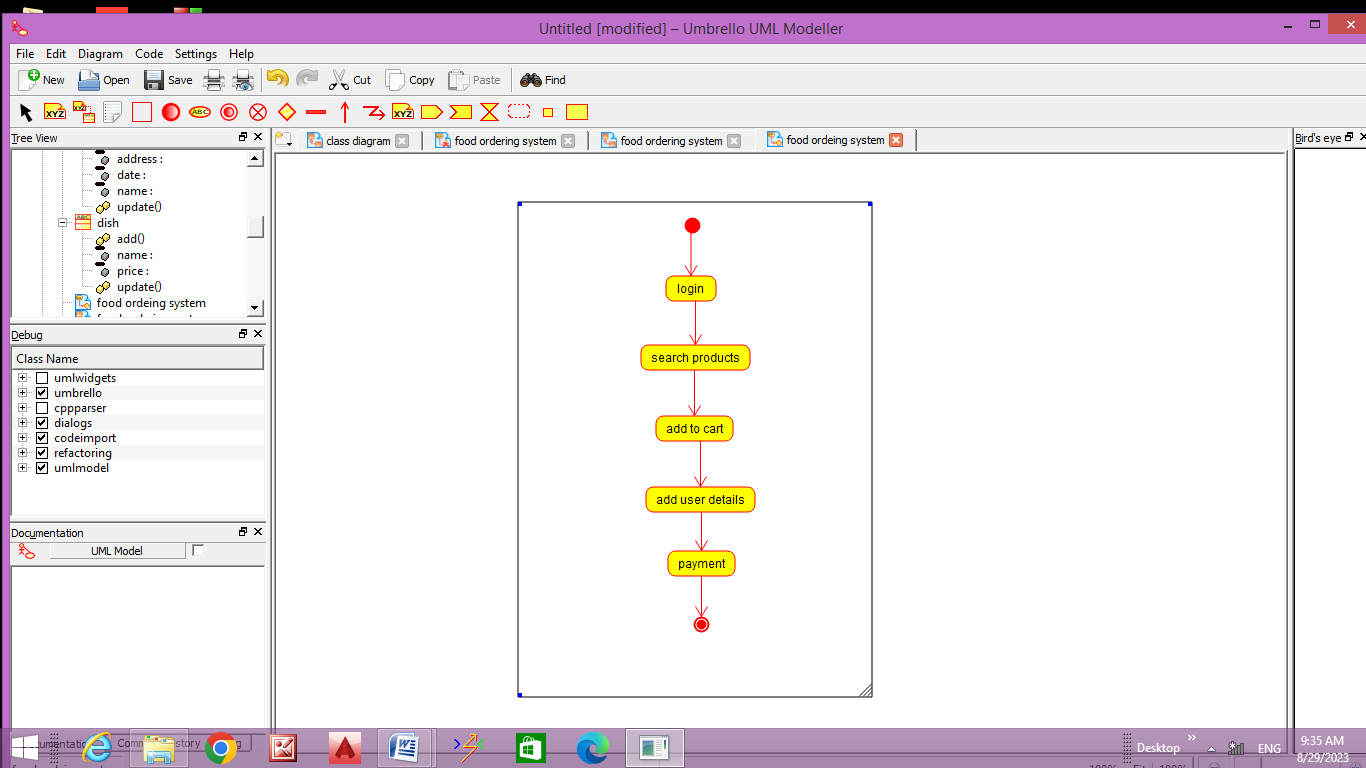 Untitled [modified] – Umbrello UML Modeller
File Edit Diagram Code Settings Help
New Open Save Cut Copy Paste Find
XYZ XYZ ABC XYZ
Tree View
class diagram food ordering system food ordering system food ordeing system
Bird's eye
address :
date :
name :
update()
dish
add()
name :
price :
update()
food ordeing system
Debug
Class Name
umlwidgets
umbrello
cppparser
dialogs
codeimport
refactoring
umlmodel
Documentation
UML Model
login
search products
add to cart
add user details
payment
Desktop
ENG
9:35 AM
8/29/2023